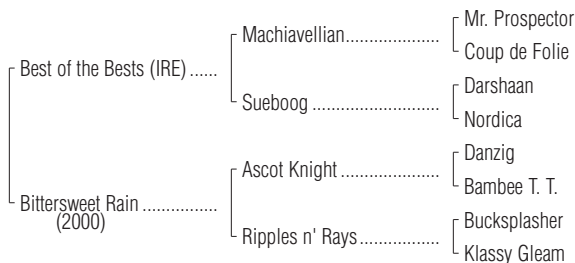 Mr. Prospector
Machiavellian....................
Coup de Folie
Best of the Bests (IRE) ......
Darshaan
Sueboog ...........................
Nordica
Danzig
Ascot Knight .....................
Bambee T. T.
Bittersweet Rain ................
(2000)
Bucksplasher
Ripples n' Rays.................
Klassy Gleam